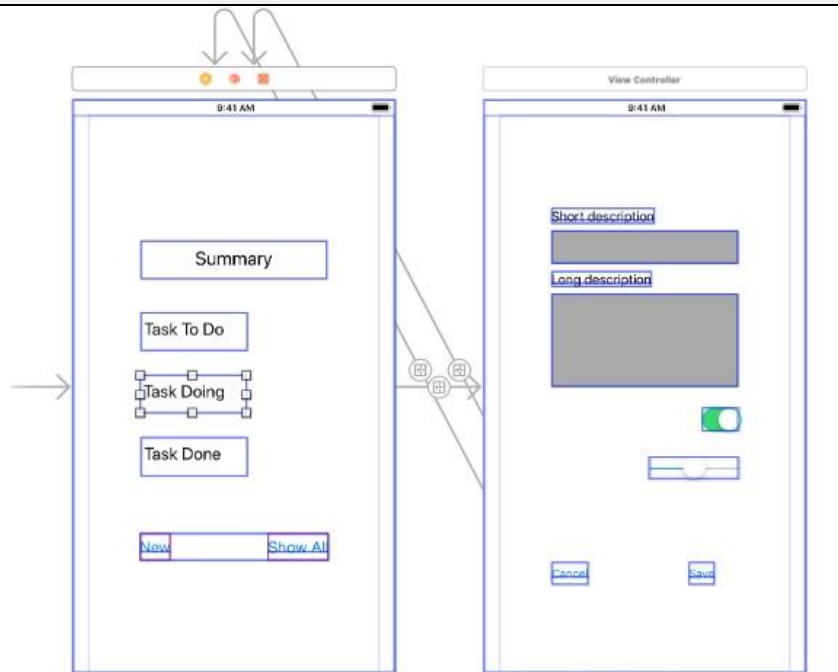 View Controller
9:41 AM
9:41 AM
Summary
Task To Do
Task Doing
Task Done
New
Show All
Short description
Long description
Cancel
Save